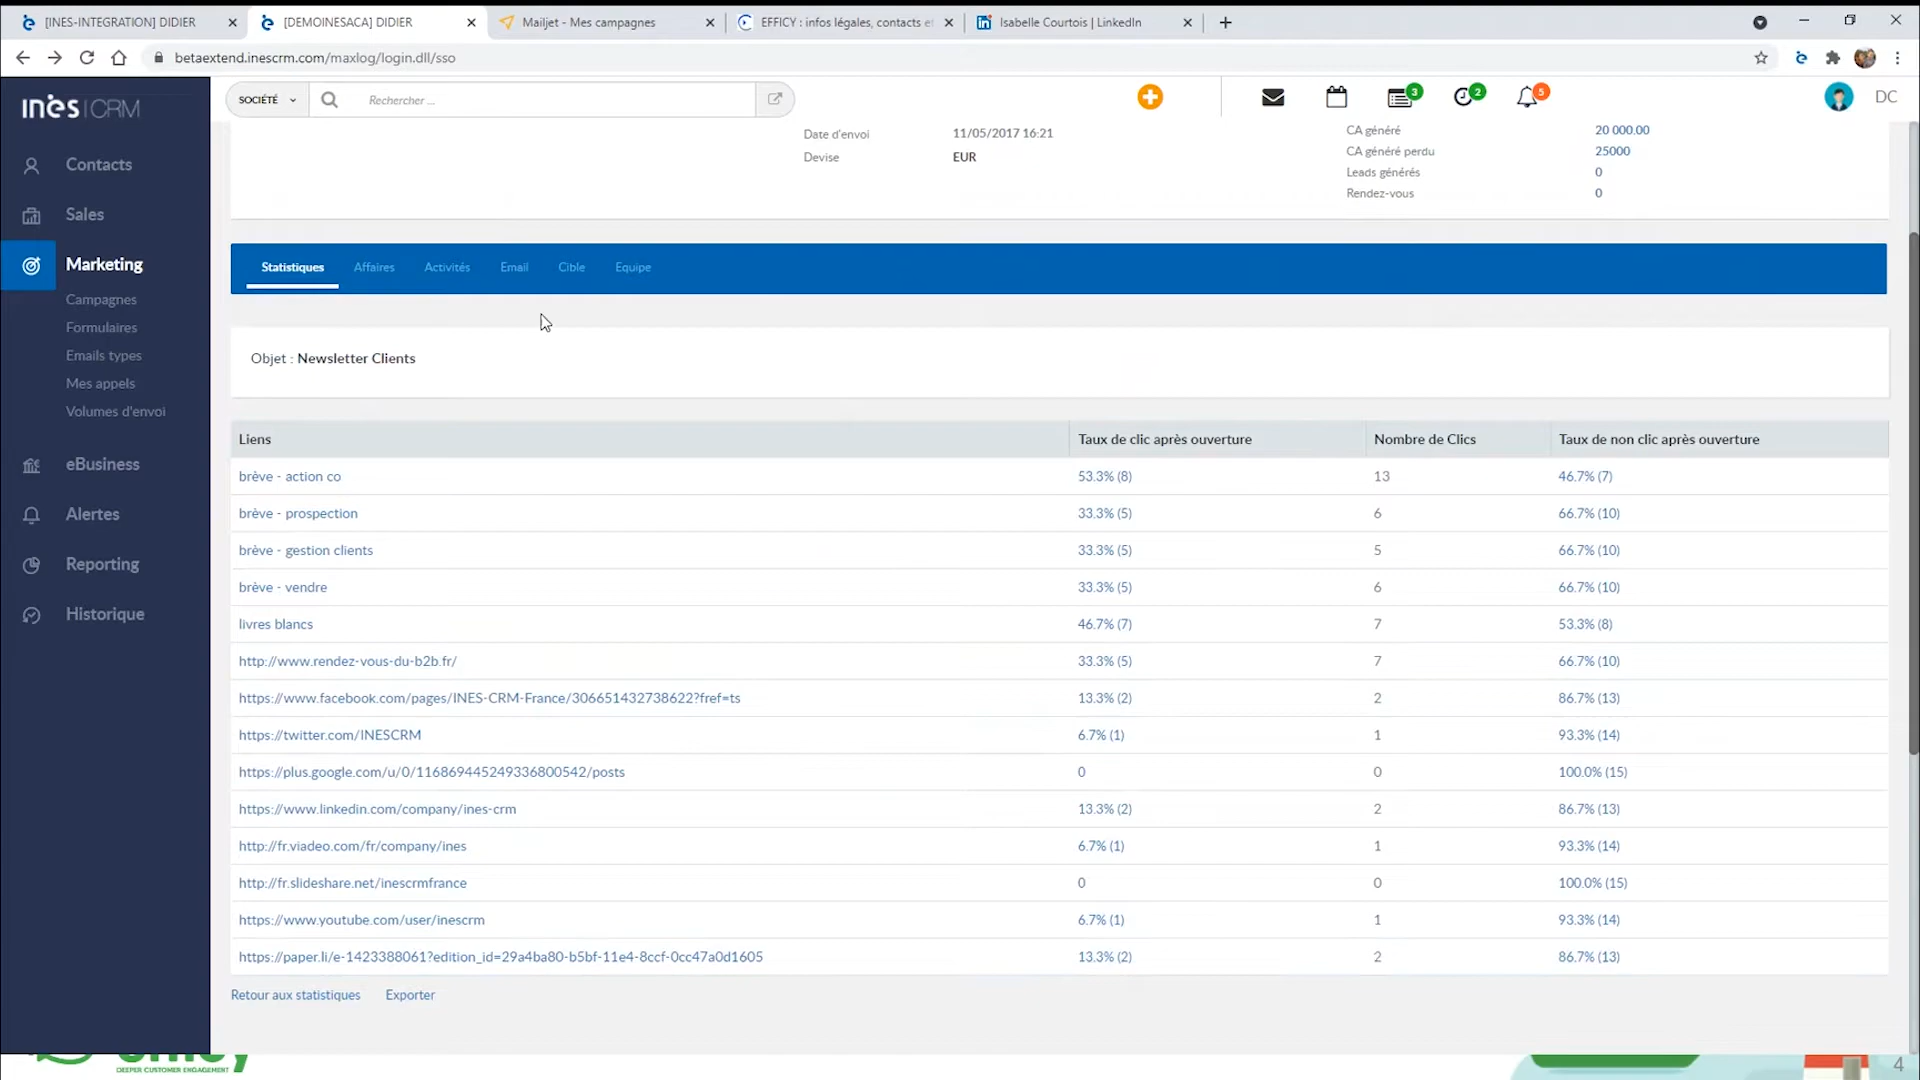 [INES-INTEGRATION] DIDIER
[DEMOINESACA] DIDIER
Mailjet - Mes campagnes
EFFICY : infos légales, contacts et
Isabelle Courtois | LinkedIn
betaextend.inescrm.com/maxlog/login.dll/sso
Inès|CRM
SOCIÉTÉ
Rechercher ...
3
2
5
DC
Contacts
Sales
Marketing
Campagnes
Formulaires
Emails types
Mes appels
Volumes d'envoi
eBusiness
Alertes
Reporting
Historique
Date d'envoi 11/05/2017 16:21
Devise EUR
CA généré 20 000.00
CA généré perdu 25000
Leads générés 0
Rendez-vous 0
Statistiques Affaires Activités Email Cible Equipe
Objet : Newsletter Clients
Liens Taux de clic après ouverture Nombre de Clics Taux de non clic après ouverture
brève - action co 53.3% (8) 13 46.7% (7)
brève - prospection 33.3% (5) 6 66.7% (10)
brève - gestion clients 33.3% (5) 5 66.7% (10)
brève - vendre 33.3% (5) 6 66.7% (10)
livres blancs 46.7% (7) 7 53.3% (8)
http://www.rendez-vous-du-b2b.fr/ 33.3% (5) 7 66.7% (10)
https://www.facebook.com/pages/INES-CRM-France/306651432738622?fref=ts 13.3% (2) 2 86.7% (13)
https://twitter.com/INESCRM 6.7% (1) 1 93.3% (14)
https://plus.google.com/u/0/116869445249336800542/posts 0 0 100.0% (15)
https://www.linkedin.com/company/ines-crm 13.3% (2) 2 86.7% (13)
http://fr.viadeo.com/fr/company/ines 6.7% (1) 1 93.3% (14)
http://fr.slideshare.net/inescrmfrance 0 0 100.0% (15)
https://www.youtube.com/user/inescrm 6.7% (1) 1 93.3% (14)
https://paper.li/e-1423388061?edition_id=29a4ba80-b5bf-11e4-8ccf-0cc47a0d1605 13.3% (2) 2 86.7% (13)
Retour aux statistiques Exporter
DEEPER CUSTOMER ENGAGEMENT
4